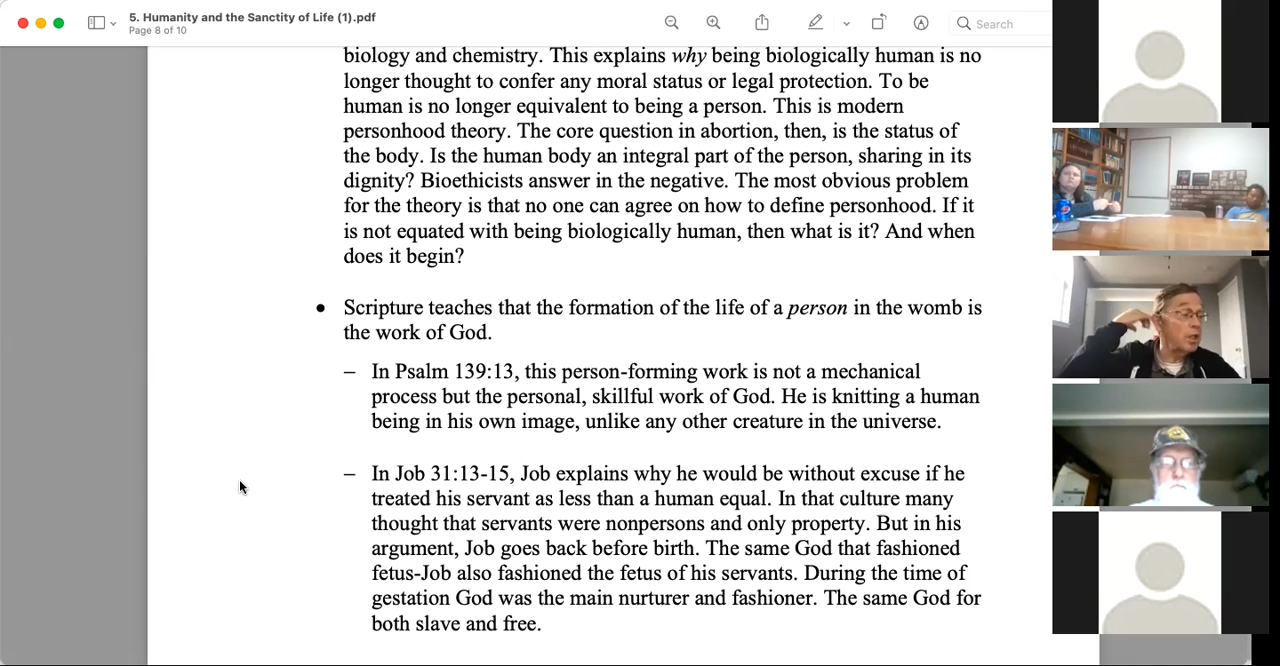 5. Humanity and the Sanctity of Life (1).pdf
Page 8 of 10
Search
biology and chemistry. This explains why being biologically human is no
longer thought to confer any moral status or legal protection. To be
human is no longer equivalent to being a person. This is modern
personhood theory. The core question in abortion, then, is the status of
the body. Is the human body an integral part of the person, sharing in its
dignity? Bioethicists answer in the negative. The most obvious problem
for the theory is that no one can agree on how to define personhood. If it
is not equated with being biologically human, then what is it? And when
does it begin?
• Scripture teaches that the formation of the life of a person in the womb is
the work of God.
– In Psalm 139:13, this person-forming work is not a mechanical
process but the personal, skillful work of God. He is knitting a human
being in his own image, unlike any other creature in the universe.
– In Job 31:13-15, Job explains why he would be without excuse if he
treated his servant as less than a human equal. In that culture many
thought that servants were nonpersons and only property. But in his
argument, Job goes back before birth. The same God that fashioned
fetus-Job also fashioned the fetus of his servants. During the time of
gestation God was the main nurturer and fashioner. The same God for
both slave and free.